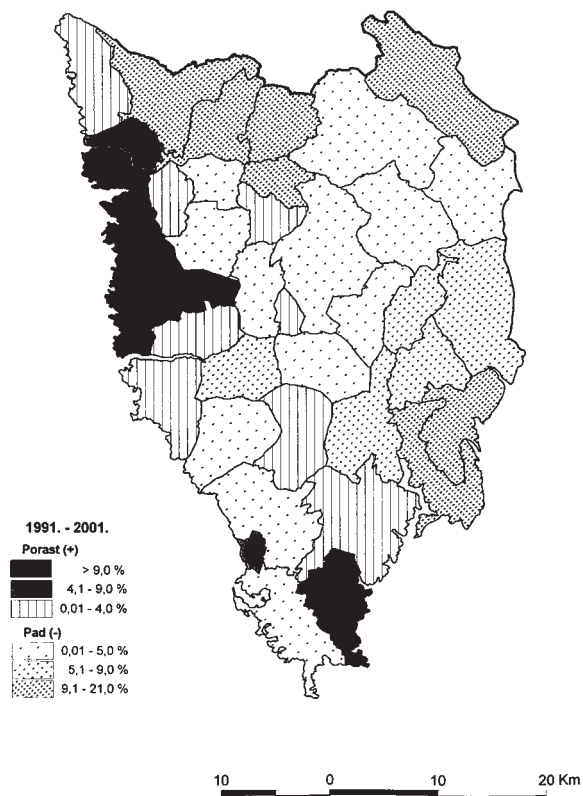 1991. - 2001.
Porast (+)
> 9,0 %
4,1 - 9,0 %
0,01 - 4,0 %
Pad (-)
0,01 - 5,0 %
5,1 - 9,0 %
9,1 - 21,0 %
10 0 10 20 Km